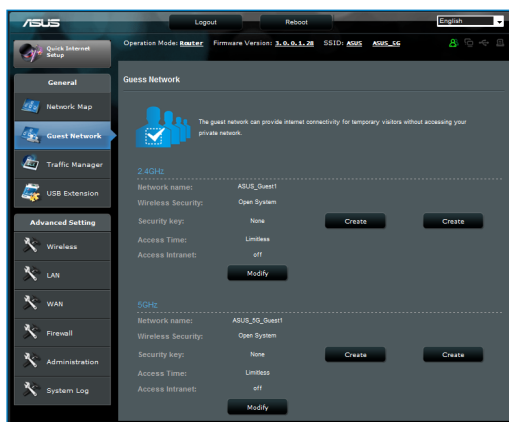 ASUS
Logout
Reboot
English
Quick Internet Setup
Operation Mode: Router Firmware Version: 3.0.0.1.28 SSID: ASUS ASUS_5G
General
Network Map
Guest Network
Traffic Manager
USB Extension
Advanced Setting
Wireless
LAN
WAN
Firewall
Administration
System Log
Guess Network
The guest network can provide internet connectivity for temporary visitors without accessing your
private network.
2.4GHz
Network name: ASUS_Guest1
Wireless Security: Open System
Security key: None Create Create
Access Time: Limitless
Access Intranet: off
Modify
5GHz
Network name: ASUS_5G_Guest1
Wireless Security: Open System
Security key: None Create Create
Access Time: Limitless
Access Intranet: off
Modify